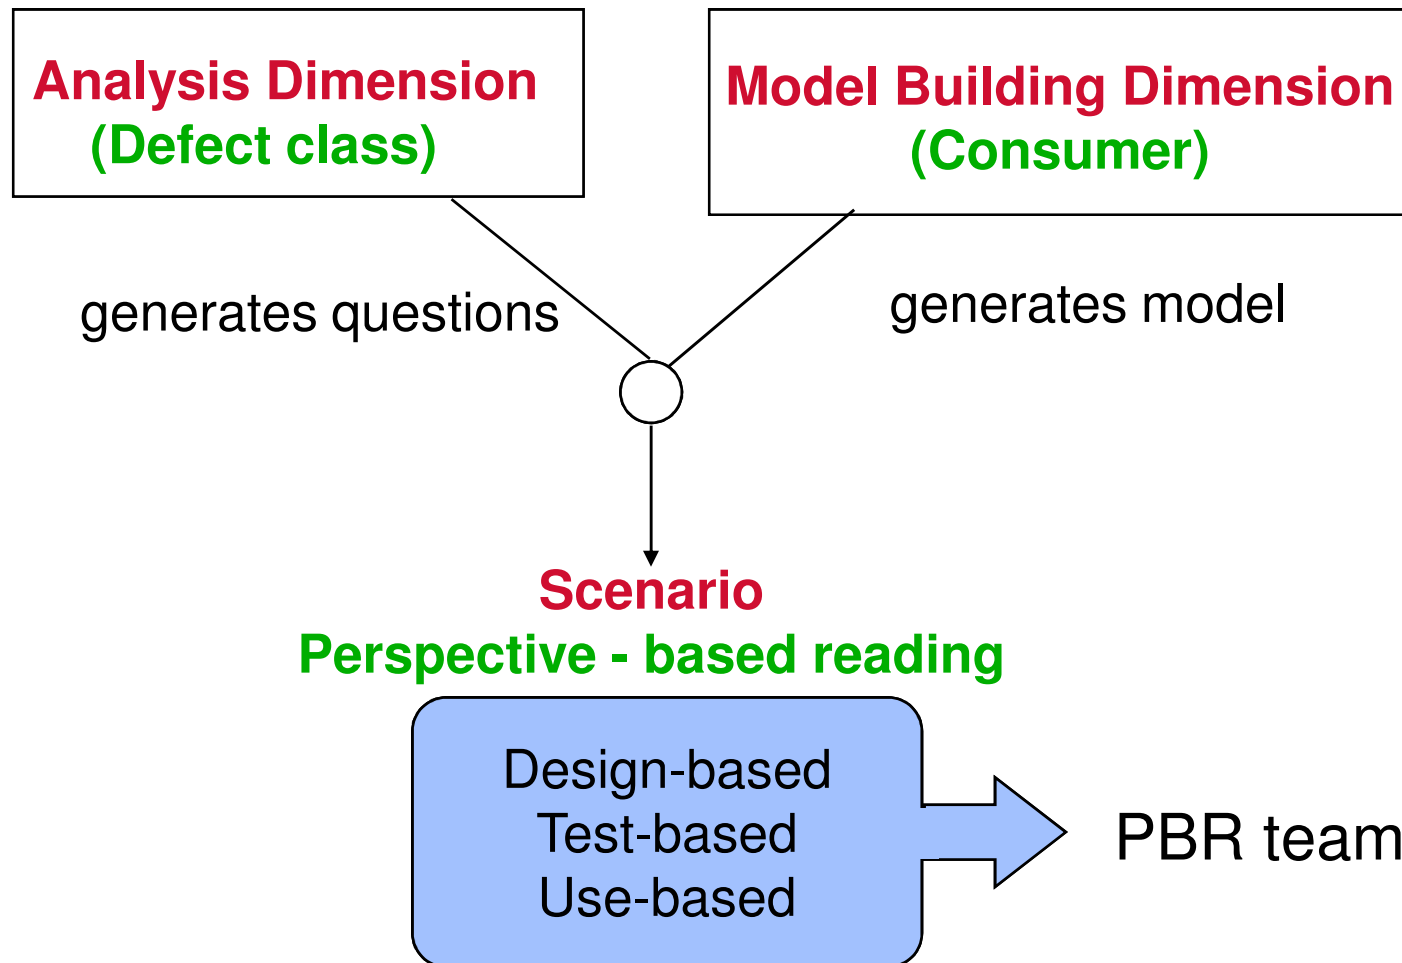 Analysis Dimension
(Defect class)
Model Building Dimension
(Consumer)
generates questions
generates model
Scenario
Perspective - based reading
Design-based
Test-based
Use-based
PBR team